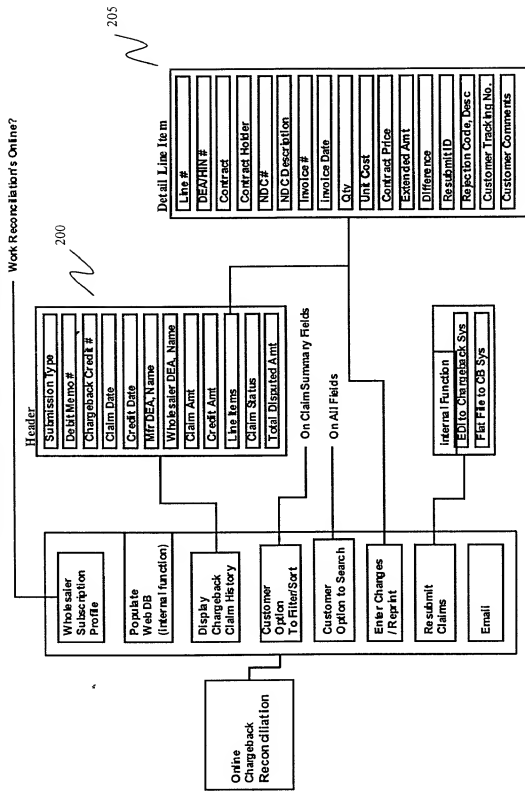 Online
Chargeback
Reconciliation
Wholesaler
Subscription
Profile
Populate
Web DB
(internal function)
Display
Chargeback
Claim History
Customer
Option
To Filter/Sort
Customer
Option to Search
Enter Changes
/ Reprint
Resubmit
Claims
Email
Work Reconciliation's Online?
Header
200
Submission Type
Debit Memo #
Chargeback Credit #
Claim Date
Credit Date
Mfr DEA, Name
Wholesaler DEA, Name
Claim Amt
Credit Amt
Line Items
Claim Status
Total Disputed Amt
On Claim Summary Fields
On All Fields
Internal Function
EDI to Chargeback Sys
Flat File to CB Sys
Detail Line Item
205
Line #
DEA/HIN #
Contract
Contract Holder
NDC #
NDC Description
Invoice #
Invoice Date
Qty
Unit Cost
Contract Price
Extended Amt
Difference
Resubmit ID
Rejection Code, Desc
Customer Tracking No.
Customer Comments